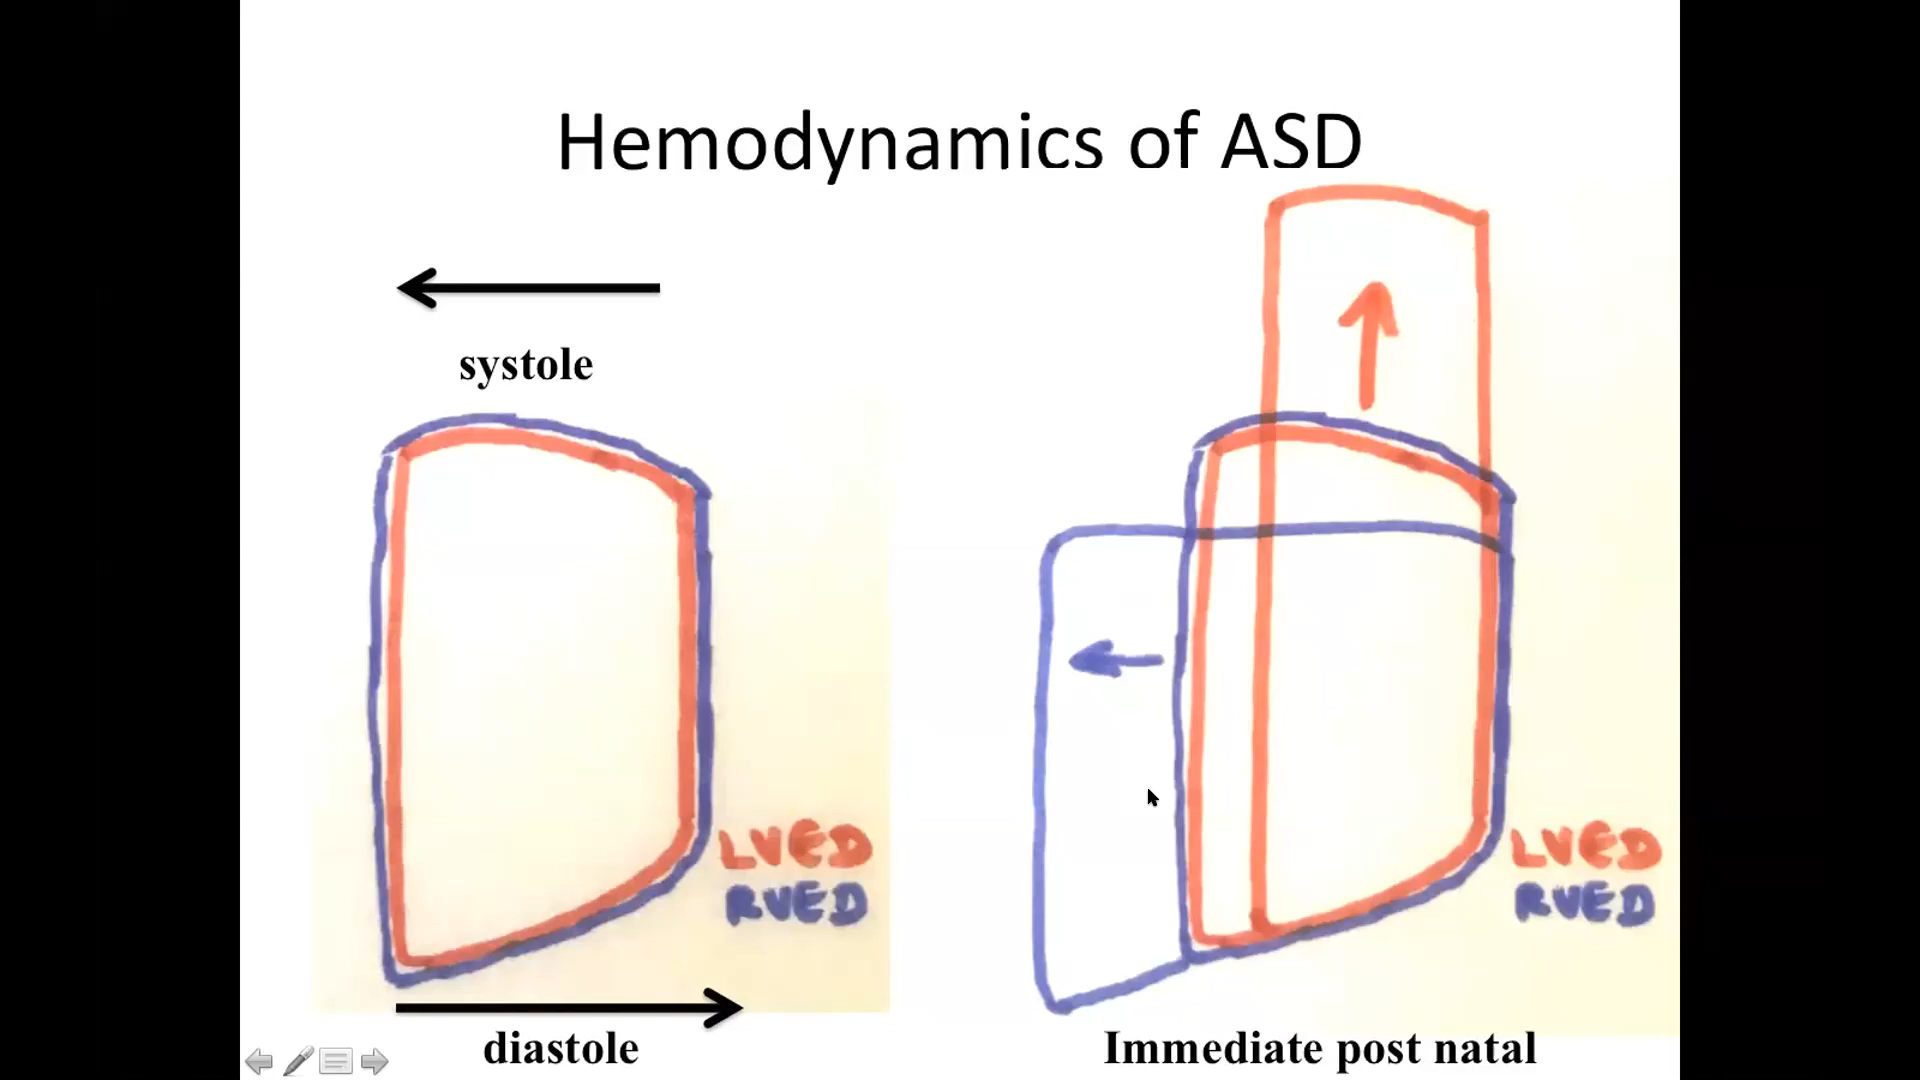 Hemodynamics of ASD
systole
LVED
RVED
diastole
LVED
RVED
Immediate post natal